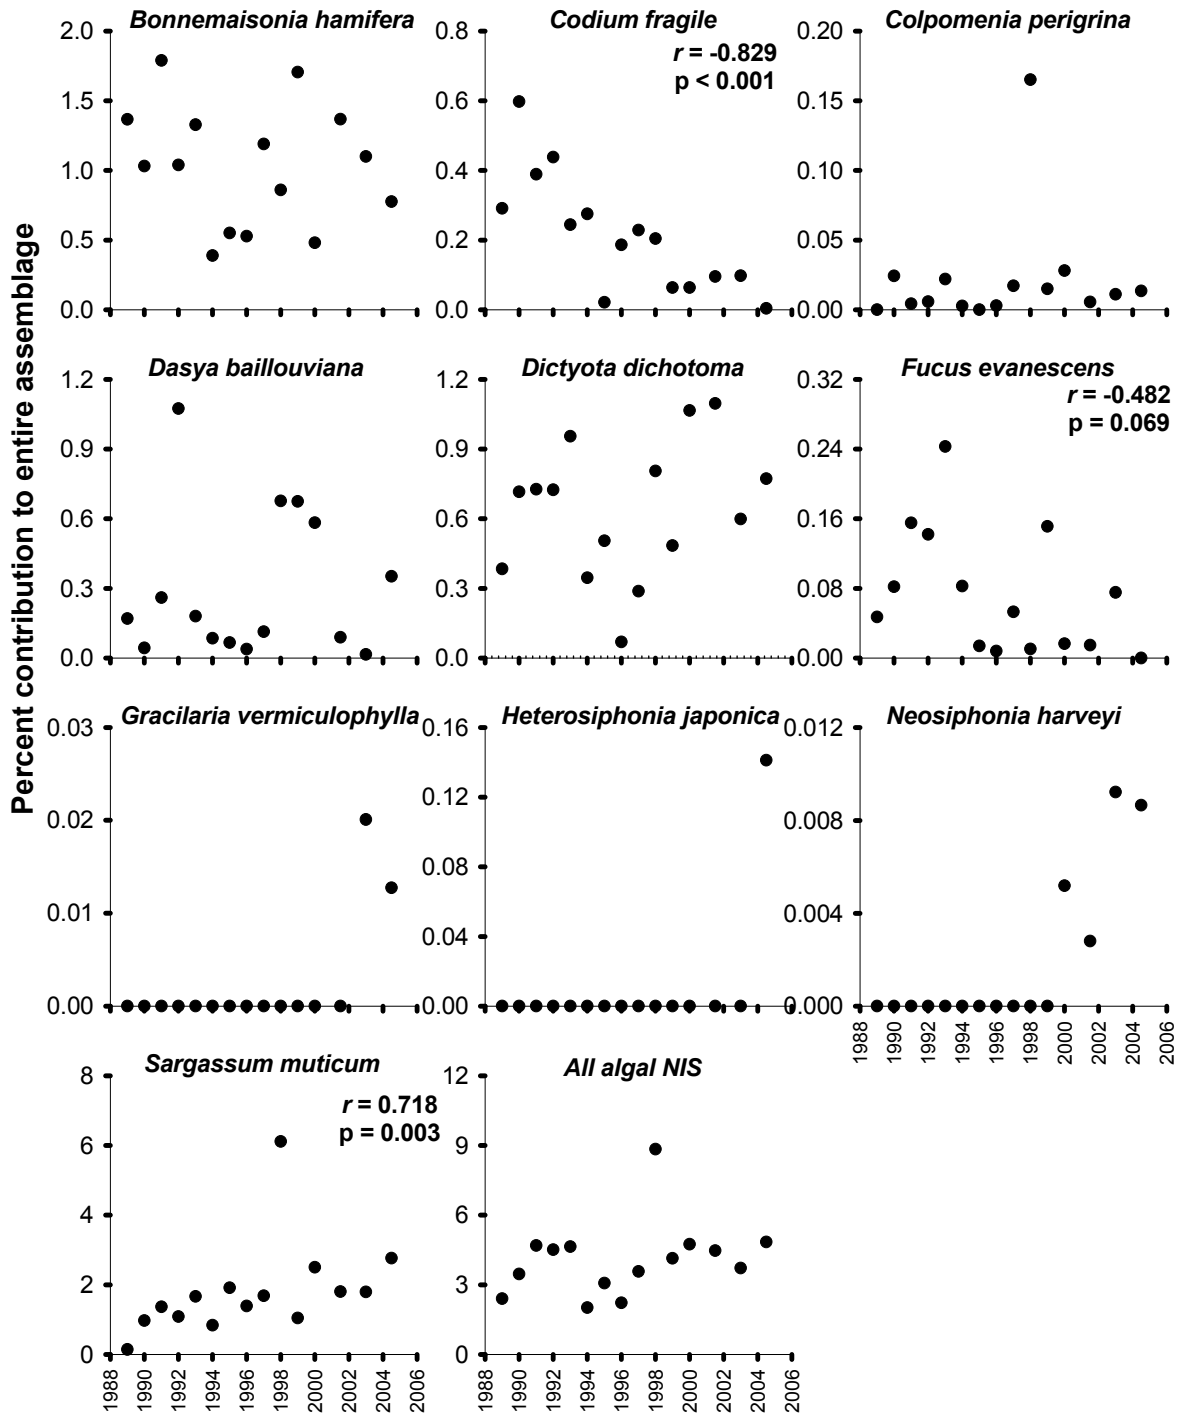 Percent contribution to entire assemblage
Bonnemaisonia hamifera
2.0
1.5
1.0
0.5
0.0
Codium fragile
r = -0.829
p < 0.001
0.8
0.6
0.4
0.2
0.0
Colpomenia perigrina
0.20
0.15
0.10
0.05
0.00
Dasya baillouviana
1.2
0.9
0.6
0.3
0.0
Dictyota dichotoma
1.2
0.9
0.6
0.3
0.0
Fucus evanescens
r = -0.482
p = 0.069
0.32
0.24
0.16
0.08
0.00
Gracilaria vermiculophylla
0.03
0.02
0.01
0.00
Heterosiphonia japonica
0.16
0.12
0.08
0.04
0.00
Neosiphonia harveyi
0.012
0.008
0.004
0.000
1988 1990 1992 1994 1996 1998 2000 2002 2004 2006
Sargassum muticum
r = 0.718
p = 0.003
8
6
4
2
0
1988 1990 1992 1994 1996 1998 2000 2002 2004 2006
All algal NIS
12
9
6
3
0
1988 1990 1992 1994 1996 1998 2000 2002 2004 2006